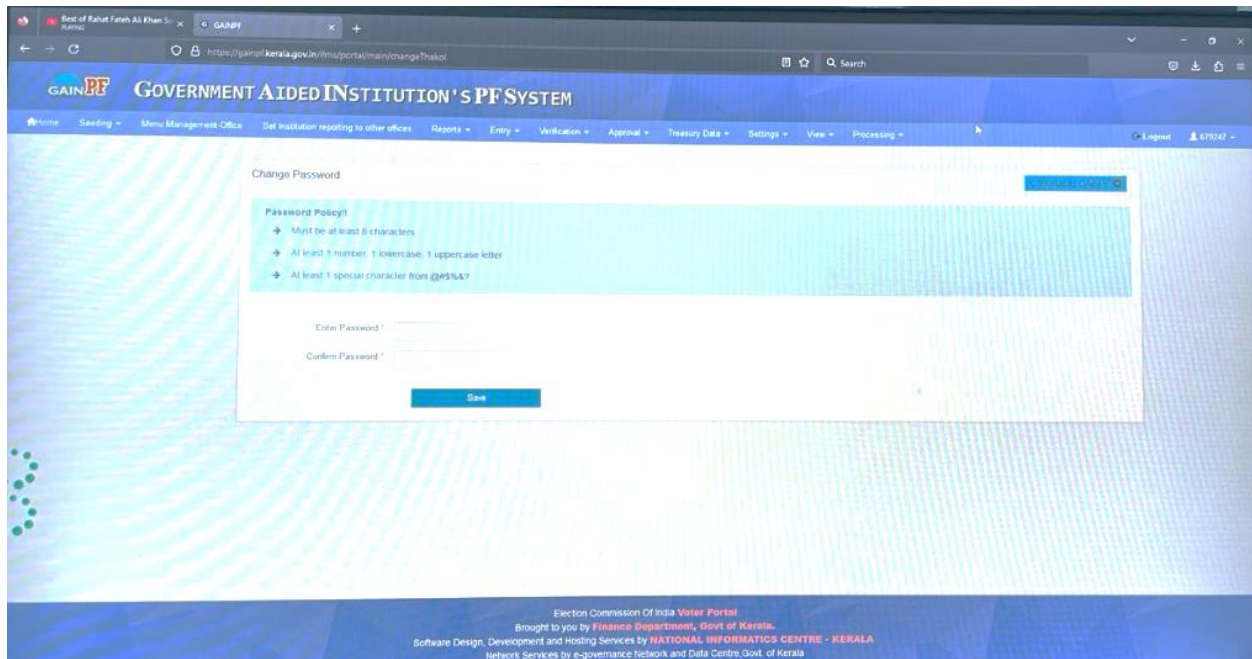 Best of Rahat Fateh Ali Khan So
PLAYING
GAINPF
https://gainpf.kerala.gov.in/ifms/portal/main/changeThakol
Search
GAINPF GOVERNMENT AIDED INSTITUTION'S PF SYSTEM
Home Seeding Menu Management-Office Set Institution reporting to other offices Reports Entry Verification Approval Treasury Data Settings View Processing Logout 679247
Change Password
Password Policy!!
Must be at least 6 characters
At least 1 number, 1 lowercase, 1 uppercase letter
At least 1 special character from @#$%&?
Enter Password *
Confirm Password *
Save
Election Commission Of India Voter Portal
Brought to you by Finance Department, Govt of Kerala.
Software Design, Development and Hosting Services by NATIONAL INFORMATICS CENTRE - KERALA
Network Services by e-governance Network and Data Centre,Govt. of Kerala